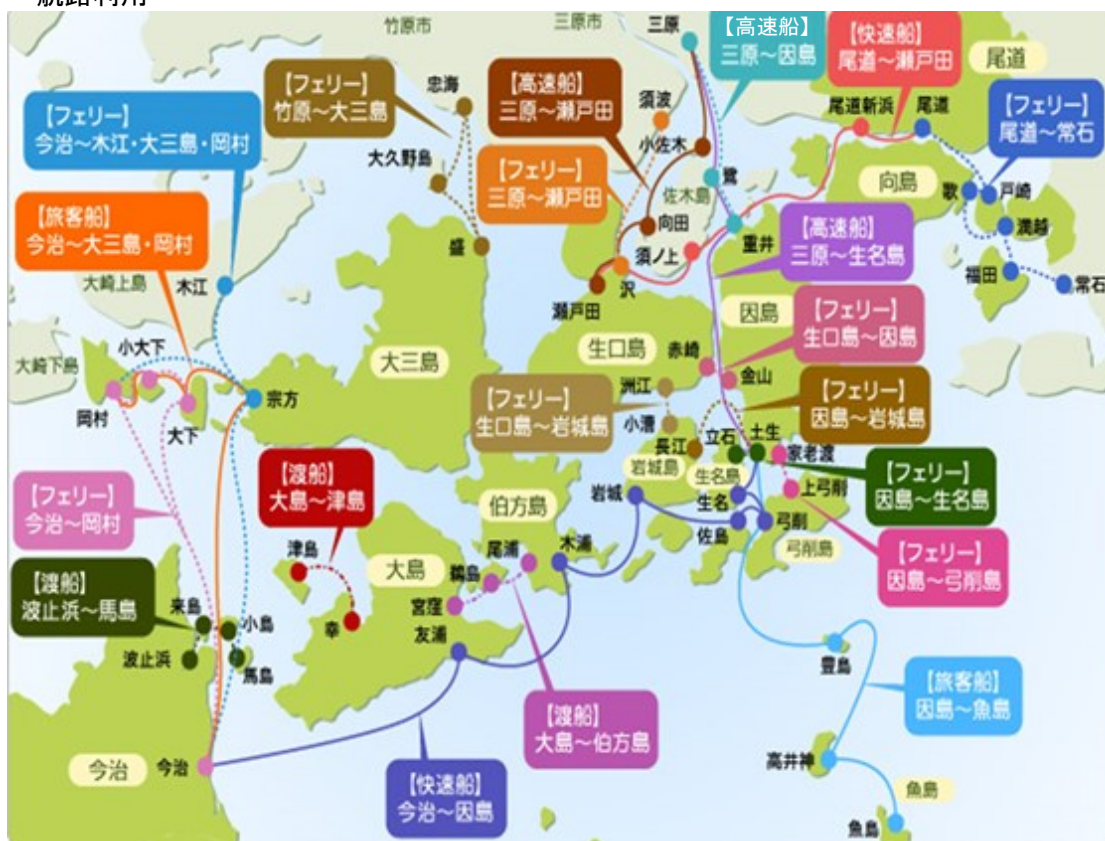 航路利用
竹原市
三原市
三原
【高速船】
三原～因島
【快速船】
尾道～瀬戸田
尾道
【フェリー】
竹原～大三島
忠海
【高速船】
三原～瀬戸田
須波
尾道新浜
尾道
【フェリー】
尾道～常石
【フェリー】
今治～木江・大三島・岡村
大久野島
小佐木
【フェリー】
三原～瀬戸田
鷺
佐木島
向島
歌
戸崎
【旅客船】
今治～大三島・岡村
盛
向田
須ノ上
重井
【高速船】
三原～生名島
満越
大崎上島
木江
沢
瀬戸田
福田
常石
因島
【フェリー】
生口島～因島
小大下
大崎下島
大三島
生口島
赤崎
岡村
宗方
洲江
金山
【フェリー】
生口島～岩城島
【フェリー】
因島～岩城島
大下
小漕
長江
立石
土生
家老渡
【渡船】
大島～津島
岩城島
生名島
【フェリー】
因島～生名島
【フェリー】
今治～岡村
伯方島
岩城
生名
上弓削
佐島
弓削
尾浦
木浦
弓削島
【フェリー】
因島～弓削島
津島
大島
鵜島
【渡船】
波止浜～馬島
来島
小島
宮窪
幸
友浦
波止浜
馬島
豊島
【旅客船】
因島～魚島
【渡船】
大島～伯方島
今治
今治
高井神
【快速船】
今治～因島
魚島
魚島